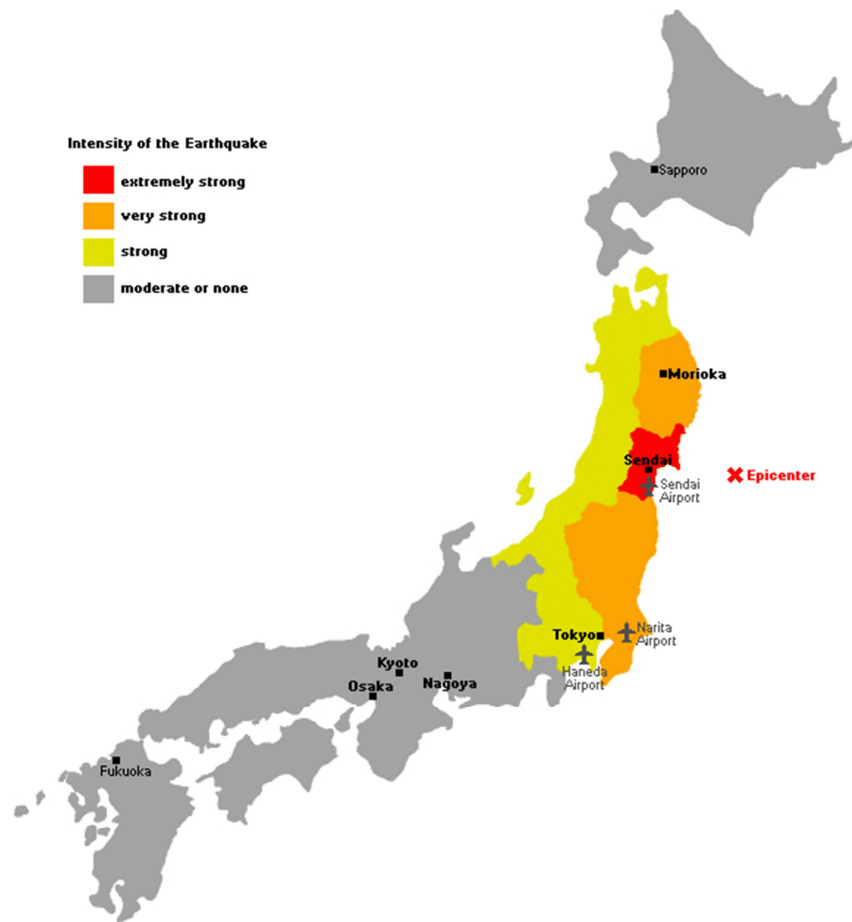 Intensity of the Earthquake
extremely strong
very strong
strong
moderate or none
Sapporo
Morioka
Sendai
Epicenter
Sendai
Airport
Tokyo
Narita
Airport
Haneda
Airport
Kyoto
Osaka
Nagoya
Fukuoka